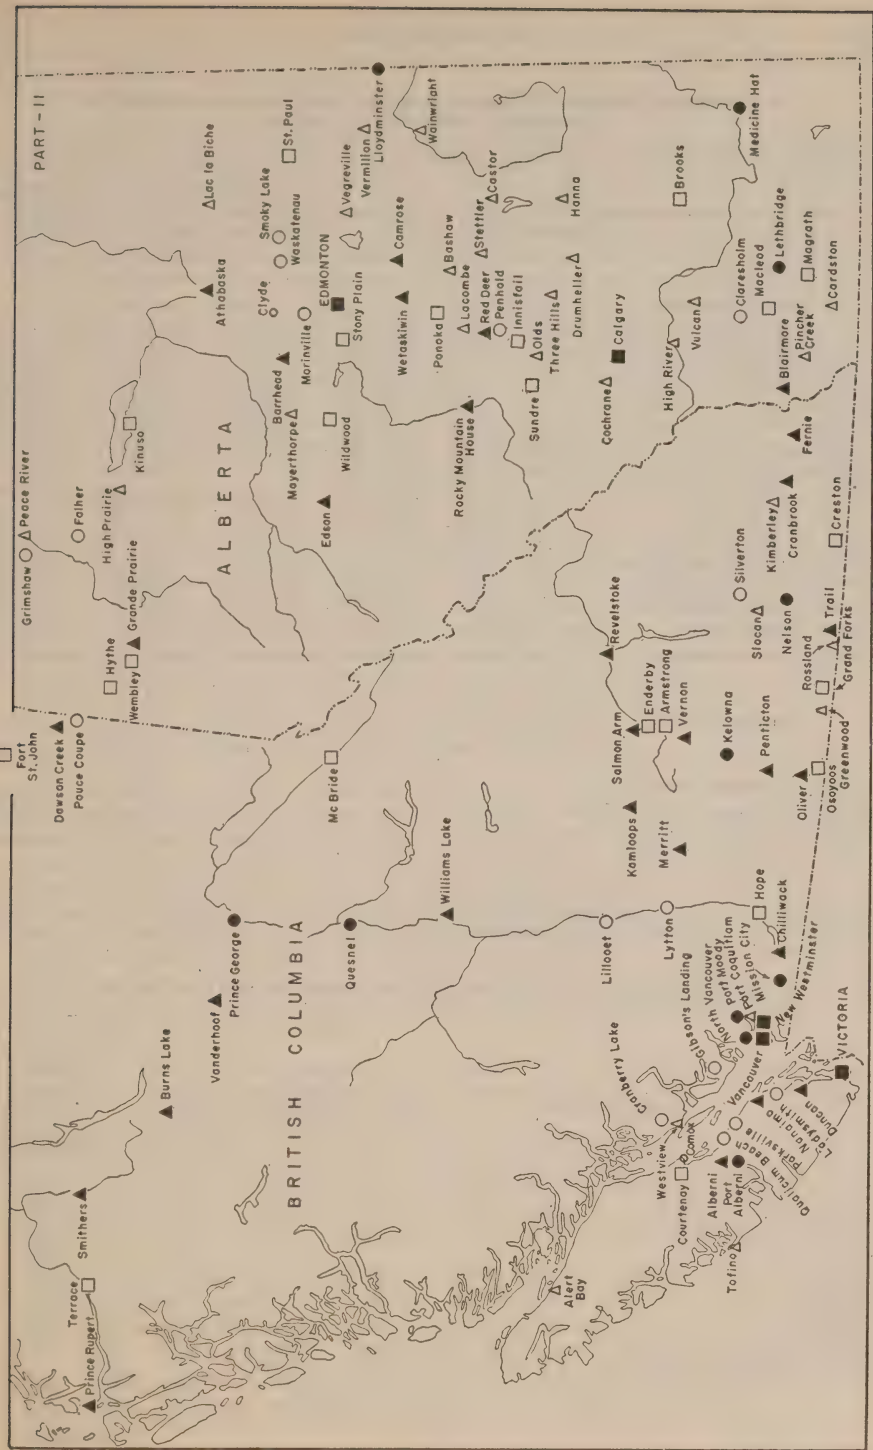 PART-II
Fort
St. John
Dawson Creek
Pouce Coupe
Grimshaw
Peace River
Falher
High Prairie
Kinuso
Hythe
Wembley
Grande Prairie
ALBERTA
Athabaska
Lac la Biche
Clyde
Smoky Lake
Waskatenau
St. Paul
Barrhead
Morinville
Mayerthorpe
EDMONTON
Stony Plain
Vegreville
Vermilion
Lloydminster
Edson
Wildwood
Wetaskiwin
Camrose
Wainwright
Ponoka
Bashaw
Lacombe
Stettler
Castor
Rocky Mountain
House
Red Deer
Penhold
Innisfail
Sundre
Olds
Three Hills
Hanna
Drumheller
Cochrane
Calgary
Brooks
High River
Vulcan
Claresholm
Macleod
Medicine Hat
Lethbridge
Blairmore
Pincher
Creek
Magrath
Cardston
Prince Rupert
Terrace
Smithers
Burns Lake
Vanderhoof
Prince George
Mc Bride
BRITISH COLUMBIA
Quesnel
Williams Lake
Alert
Bay
Lillooet
Lytton
Kamloops
Merritt
Salmon Arm
Revelstoke
Enderby
Armstrong
Vernon
Kelowna
Penticton
Oliver
Osoyoos
Greenwood
Grand Forks
Rossland
Trail
Nelson
Slocan
Silverton
Kimberley
Cranbrook
Fernie
Creston
Hope
Chilliwack
Cranberry Lake
Westview
Gibson's Landing
North Vancouver
Port Moody
Port Coquitlam
Mission City
New Westminster
Vancouver
Courtenay
Comox
Alberni
Port
Alberni
Tofino
Qualicum Beach
Parksville
Nanaimo
Ladysmith
Duncan
VICTORIA